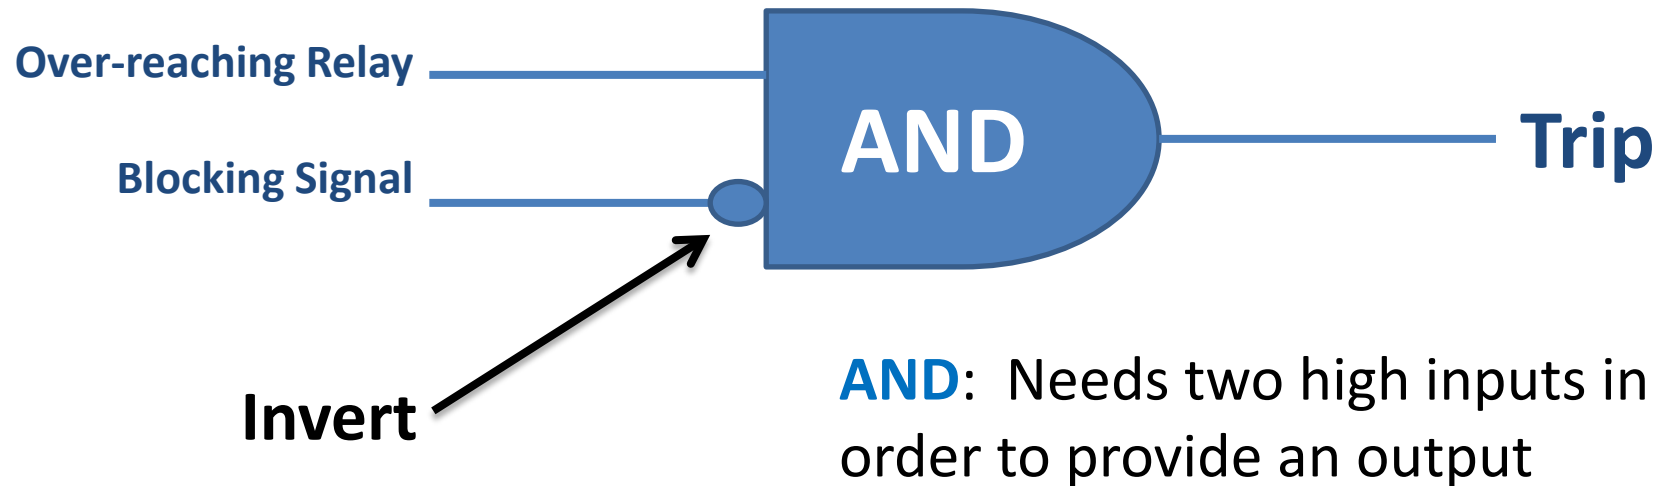 Over-reaching Relay
Blocking Signal
AND
Trip
Invert
AND:  Needs two high inputs in
order to provide an output